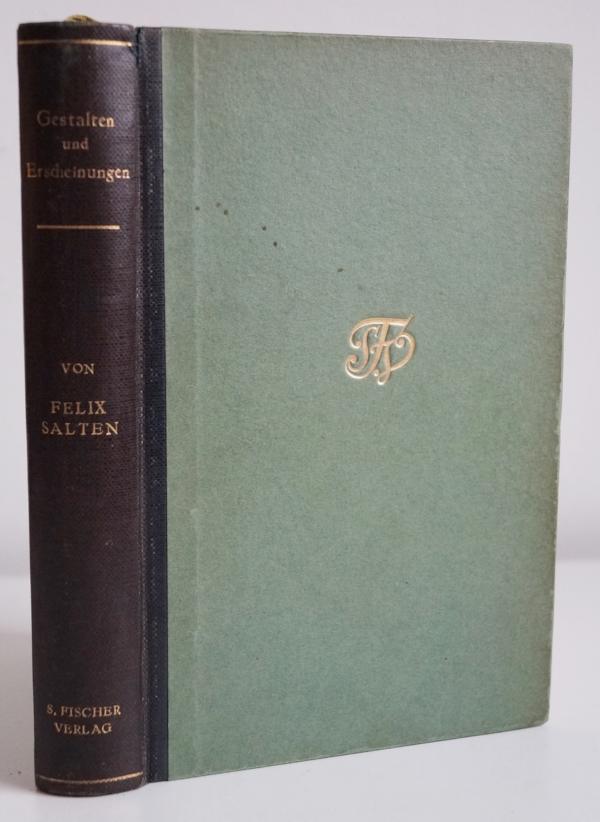 Gestalten
und
Erscheinungen
VON
FELIX
SALTEN
S. FISCHER
VERLAG